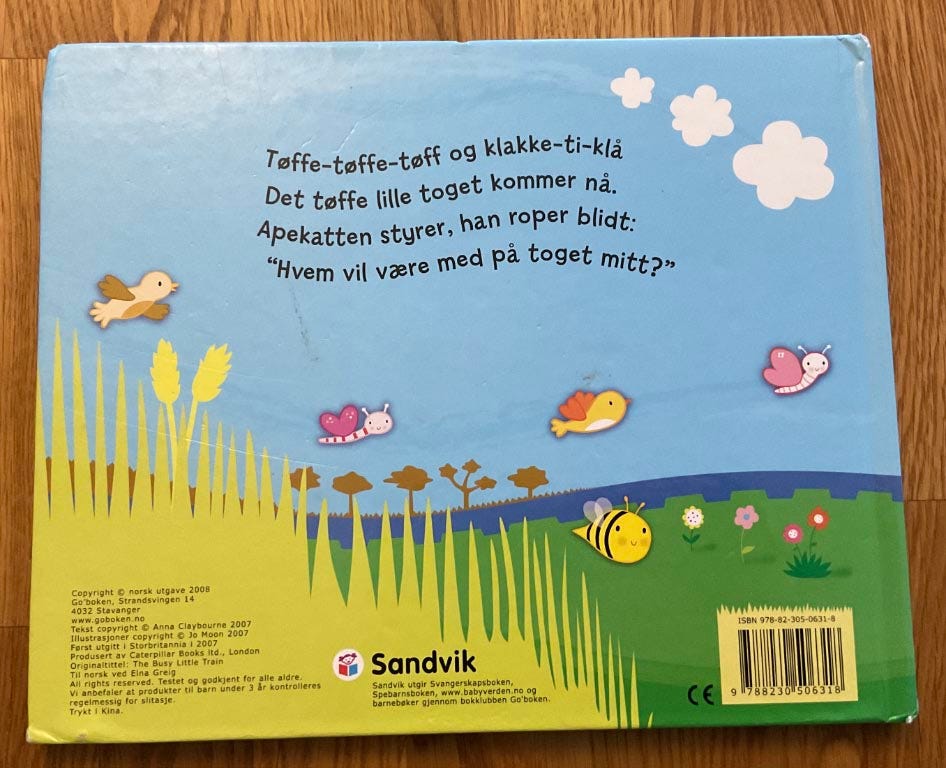 Tøffe-tøffe-tøff og klakke-ti-klå
Det tøffe lille toget kommer nå.
Apekatten styrer, han roper blidt:
“Hvem vil være med på toget mitt?”
Copyright © norsk utgave 2008
Go'boken, Strandsvingen 14
4032 Stavanger
www.goboken.no
Tekst copyright © Anna Claybourne 2007
Illustrasjoner copyright © Jo Moon 2007
Først utgitt i Storbritannia i 2007
Produsert av Caterpillar Books ltd., London
Originaltittel: The Busy Little Train
Til norsk ved Elna Greig
All rights reserved. Testet og godkjent for alle aldre.
Vi anbefaler at produkter til barn under 3 år kontrolleres
regelmessig for slitasje.
Trykt i Kina.
Sandvik
Sandvik utgir Svangerskapsboken,
Spebarnsboken, www.babyverden.no og
barnebøker gjennom bokklubben Go'boken.
CE
ISBN 978-82-305-0631-8
9 788230 506318